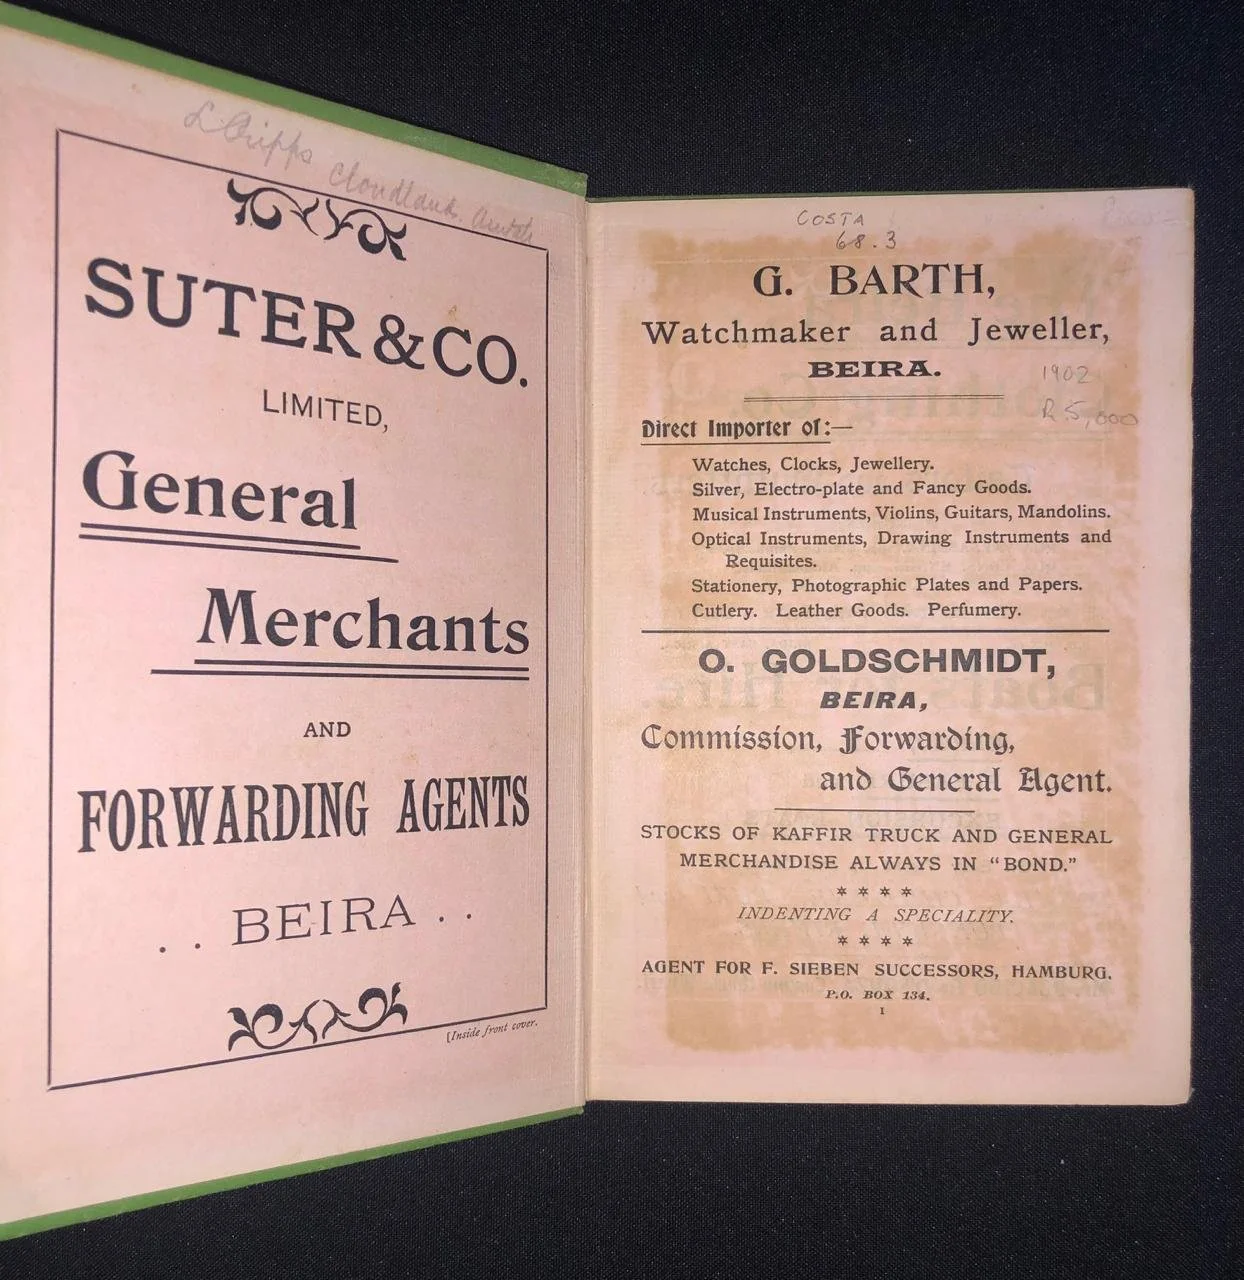 L Cripps Cloudlands
SUTER & CO.
LIMITED,
General
Merchants
AND
FORWARDING AGENTS
. . BEIRA . .
[Inside front cover.
COSTA
68.3
G. BARTH,
Watchmaker and Jeweller,
BEIRA.
1902
R 5,000
Direct Importer of:—
Watches, Clocks, Jewellery.
Silver, Electro-plate and Fancy Goods.
Musical Instruments, Violins, Guitars, Mandolins.
Optical Instruments, Drawing Instruments and
Requisites.
Stationery, Photographic Plates and Papers.
Cutlery. Leather Goods. Perfumery.
O. GOLDSCHMIDT,
BEIRA,
Commission, Forwarding,
and General Agent.
STOCKS OF KAFFIR TRUCK AND GENERAL
MERCHANDISE ALWAYS IN “BOND.”
* * * *
INDENTING A SPECIALITY.
* * * *
AGENT FOR F. SIEBEN SUCCESSORS, HAMBURG.
P.O. BOX 134.
1